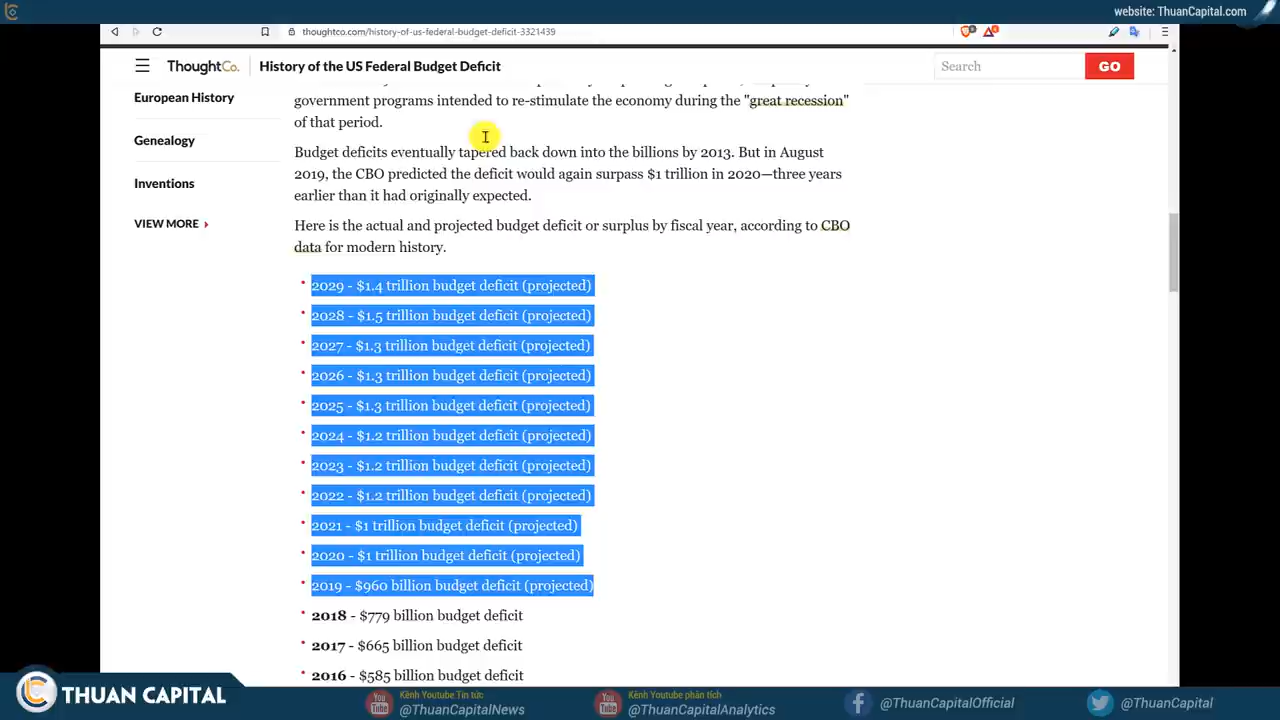 website: ThuanCapital.com
thoughtco.com/history-of-us-federal-budget-deficit-3321439
ThoughtCo.
History of the US Federal Budget Deficit
Search
GO
European History
Genealogy
Inventions
VIEW MORE
government programs intended to re-stimulate the economy during the "great recession"
of that period.
Budget deficits eventually tapered back down into the billions by 2013. But in August
2019, the CBO predicted the deficit would again surpass $1 trillion in 2020—three years
earlier than it had originally expected.
Here is the actual and projected budget deficit or surplus by fiscal year, according to CBO
data for modern history.
2029 - $1.4 trillion budget deficit (projected)
2028 - $1.5 trillion budget deficit (projected)
2027 - $1.3 trillion budget deficit (projected)
2026 - $1.3 trillion budget deficit (projected)
2025 - $1.3 trillion budget deficit (projected)
2024 - $1.2 trillion budget deficit (projected)
2023 - $1.2 trillion budget deficit (projected)
2022 - $1.2 trillion budget deficit (projected)
2021 - $1 trillion budget deficit (projected)
2020 - $1 trillion budget deficit (projected)
2019 - $960 billion budget deficit (projected)
2018 - $779 billion budget deficit
2017 - $665 billion budget deficit
2016 - $585 billion budget deficit
THUAN CAPITAL
Kênh Youtube Tin tức
@ThuanCapitalNews
Kênh Youtube phân tích
@ThuanCapitalAnalytics
@ThuanCapitalOfficial
@ThuanCapital